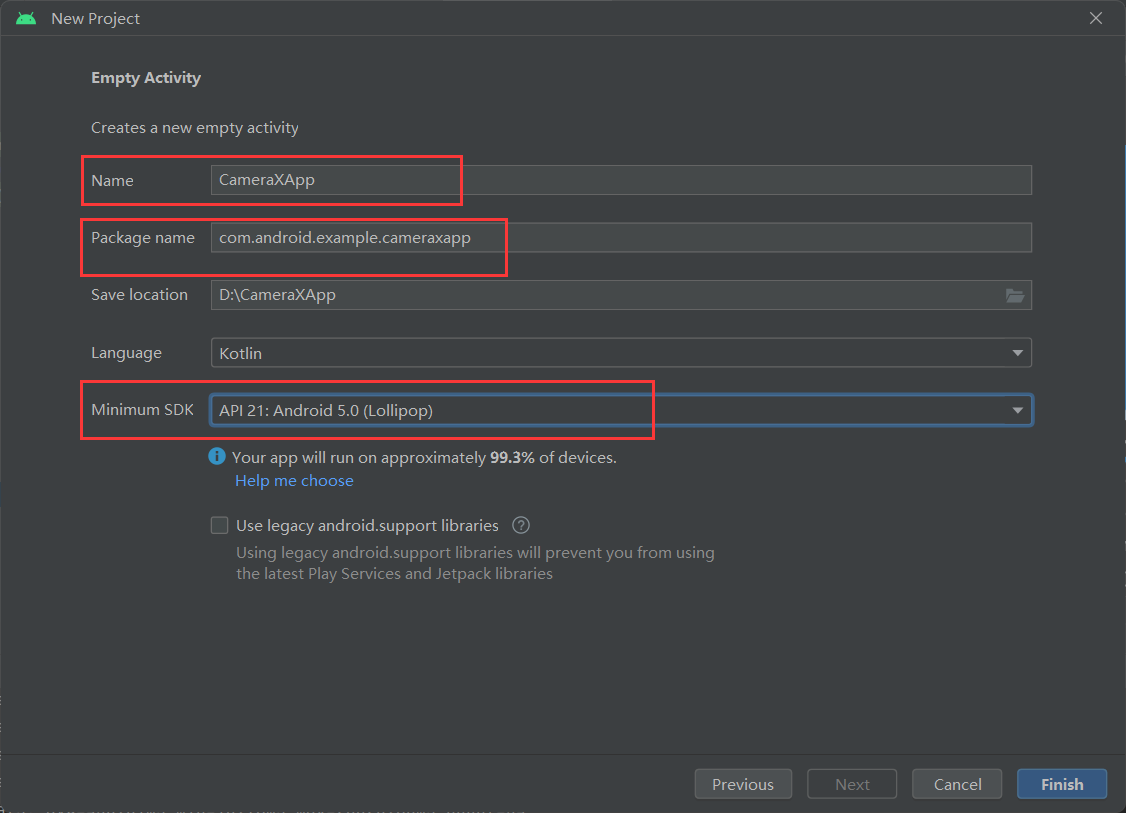 New Project
Empty Activity
Creates a new empty activity
Name CameraXApp
Package name com.android.example.cameraxapp
Save location D:\CameraXApp
Language Kotlin
Minimum SDK API 21: Android 5.0 (Lollipop)
Your app will run on approximately 99.3% of devices.
Help me choose
Use legacy android.support libraries
Using legacy android.support libraries will prevent you from using
the latest Play Services and Jetpack libraries
Previous Next Cancel Finish